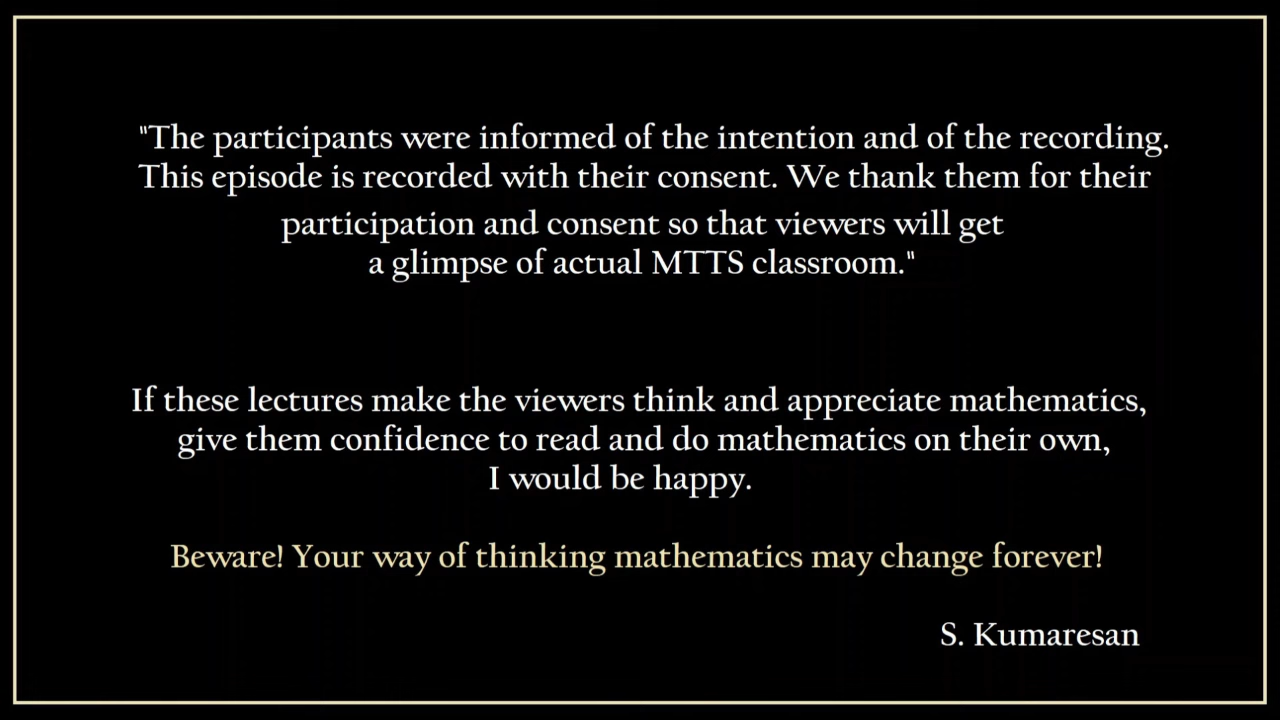 "The participants were informed of the intention and of the recording.
This episode is recorded with their consent. We thank them for their
participation and consent so that viewers will get
a glimpse of actual MTTS classroom."
If these lectures make the viewers think and appreciate mathematics,
give them confidence to read and do mathematics on their own,
I would be happy.
Beware! Your way of thinking mathematics may change forever!
S. Kumaresan